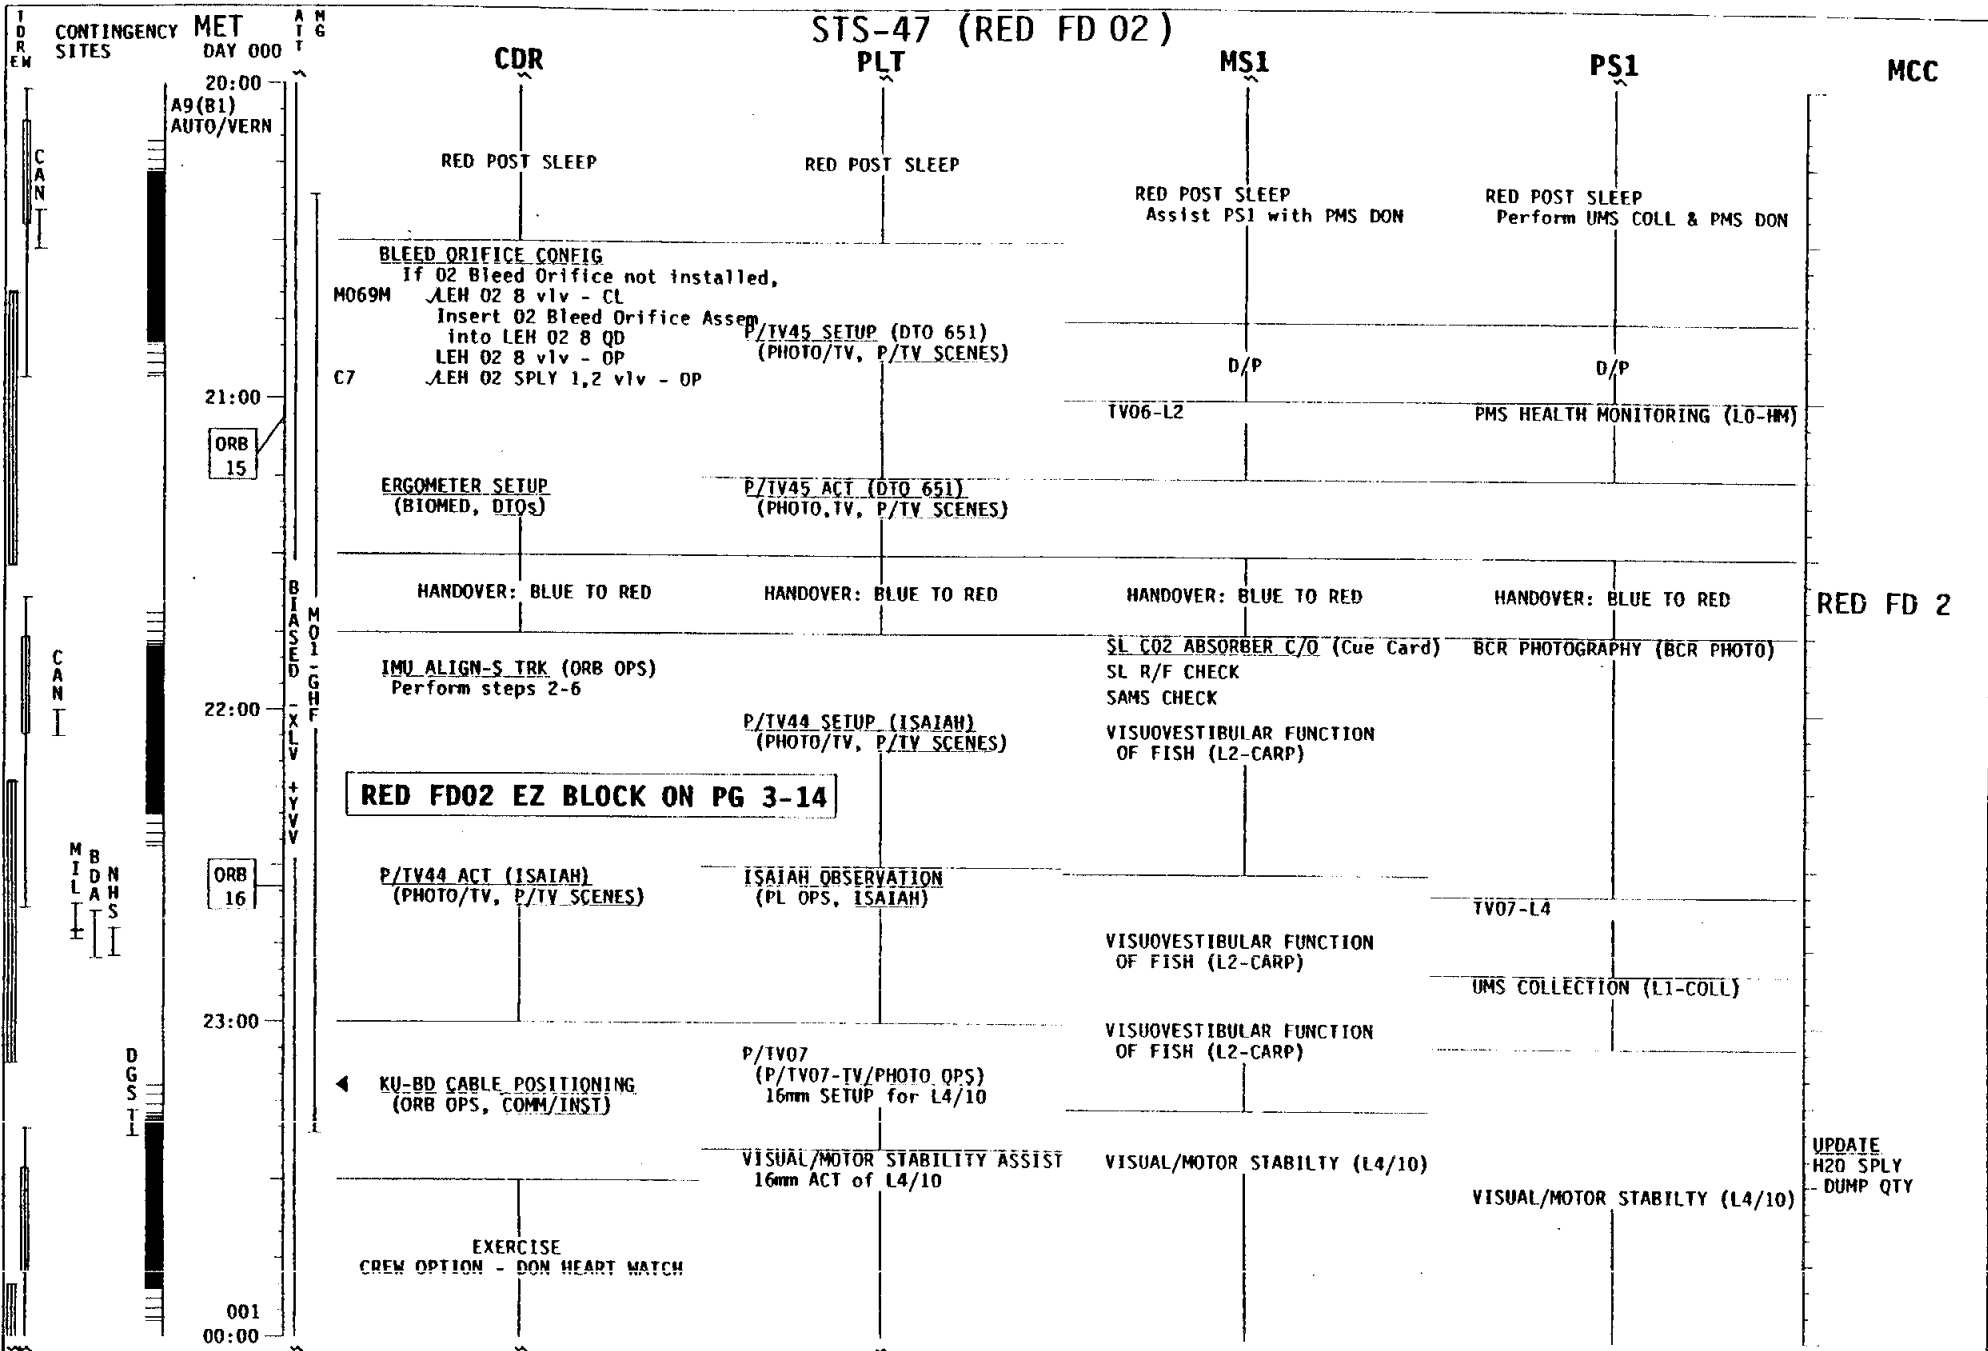 STS-47 (RED FD 02)
TDRE W
CONTINGENCY SITES
MET
DAY 000
ATT
MG
CDR
PLT
MS1
PS1
MCC
20:00
A9(B1)
AUTO/VERN
CAN
RED POST SLEEP
RED POST SLEEP
RED POST SLEEP
Assist PS1 with PMS DON
RED POST SLEEP
Perform UMS COLL & PMS DON
BLEED ORIFICE CONFIG
If O2 Bleed Orifice not installed,
MO69M √LEH O2 8 vlv - CL
Insert O2 Bleed Orifice Assem
into LEH O2 8 QD
LEH O2 8 vlv - OP
C7 √LEH O2 SPLY 1,2 vlv - OP
P/TV45 SETUP (DTO 651)
(PHOTO/TV, P/TV SCENES)
D/P
D/P
21:00
TV06-L2
PMS HEALTH MONITORING (L0-HM)
ORB
15
ERGOMETER SETUP
(BIOMED, DTOs)
P/TV45 ACT (DTO 651)
(PHOTO,TV, P/TV SCENES)
BIASED -XLV +YVV
M01-GHF
HANDOVER: BLUE TO RED
HANDOVER: BLUE TO RED
HANDOVER: BLUE TO RED
HANDOVER: BLUE TO RED
RED FD 2
CAN
IMU ALIGN-S TRK (ORB OPS)
Perform steps 2-6
SL CO2 ABSORBER C/O (Cue Card)
SL R/F CHECK
SAMS CHECK
BCR PHOTOGRAPHY (BCR PHOTO)
22:00
P/TV44 SETUP (ISAIAH)
(PHOTO/TV, P/TV SCENES)
VISUOVESTIBULAR FUNCTION
OF FISH (L2-CARP)
RED FD02 EZ BLOCK ON PG 3-14
MIL
BDA
NHS
ORB
16
P/TV44 ACT (ISAIAH)
(PHOTO/TV, P/TV SCENES)
ISAIAH OBSERVATION
(PL OPS, ISAIAH)
TV07-L4
VISUOVESTIBULAR FUNCTION
OF FISH (L2-CARP)
UMS COLLECTION (L1-COLL)
23:00
VISUOVESTIBULAR FUNCTION
OF FISH (L2-CARP)
DGS
P/TV07
(P/TV07-TV/PHOTO OPS)
16mm SETUP for L4/10
KU-BD CABLE POSITIONING
(ORB OPS, COMM/INST)
VISUAL/MOTOR STABILITY ASSIST
16mm ACT of L4/10
VISUAL/MOTOR STABILTY (L4/10)
VISUAL/MOTOR STABILTY (L4/10)
UPDATE
H2O SPLY
DUMP QTY
EXERCISE
CREW OPTION - DON HEART WATCH
001
00:00